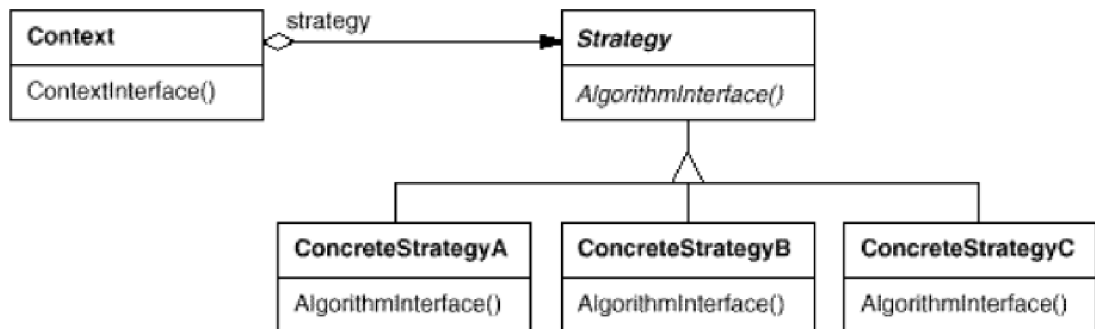 strategy
Context
Strategy
ContextInterface()
AlgorithmInterface()
ConcreteStrategyA
ConcreteStrategyB
ConcreteStrategyC
AlgorithmInterface()
AlgorithmInterface()
AlgorithmInterface()